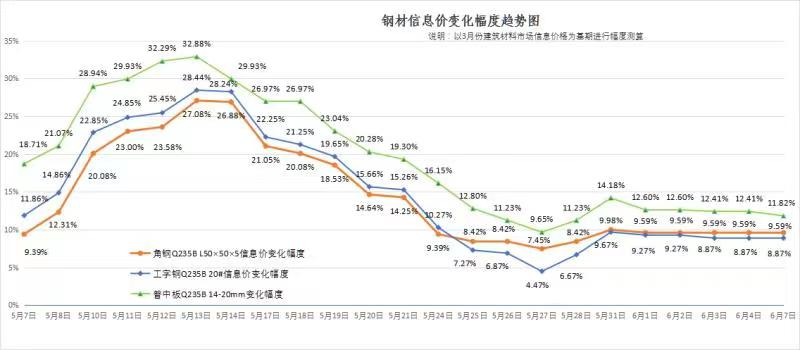 钢材信息价变化幅度趋势图
说明：以3月份建筑材料市场信息价格为基期进行幅度测算
35%
30%
25%
20%
15%
10%
5%
0%
18.71% 21.07% 28.94% 29.93% 32.29% 32.88% 29.93% 26.97% 26.97% 23.04% 20.28% 19.30% 16.15% 12.80% 11.23% 9.65% 11.23% 14.18% 12.60% 12.60% 12.41% 12.41% 11.82%
11.86% 14.86% 22.85% 24.85% 25.45% 28.44% 28.24% 22.25% 21.25% 19.65% 15.66% 15.26% 10.27% 7.27% 6.87% 4.47% 6.67% 9.67% 9.27% 9.27% 8.87% 8.87% 8.87%
9.39% 12.31% 20.08% 23.00% 23.58% 27.08% 26.88% 21.05% 20.08% 18.53% 14.64% 14.25% 9.39% 8.42% 8.42% 7.45% 8.42% 9.98% 9.59% 9.59% 9.59% 9.59% 9.59%
角钢Q235B L50×50×5信息价变化幅度
工字钢Q235B 20#信息价变化幅度
普中板Q235B 14-20mm变化幅度
5月7日 5月8日 5月10日 5月11日 5月12日 5月13日 5月14日 5月17日 5月18日 5月19日 5月20日 5月21日 5月24日 5月25日 5月26日 5月27日 5月28日 5月31日 6月1日 6月2日 6月3日 6月4日 6月7日